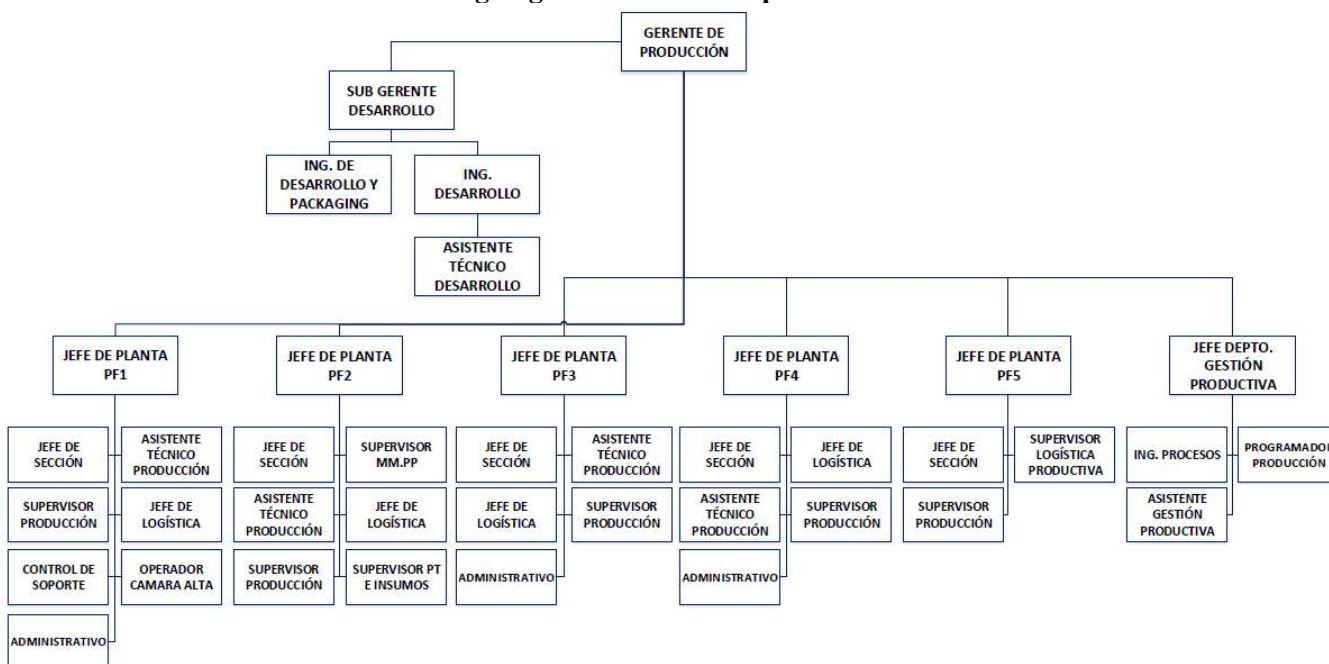 GERENTE DE
PRODUCCIÓN
SUB GERENTE
DESARROLLO
ING. DE
DESARROLLO Y
PACKAGING
ING.
DESARROLLO
ASISTENTE
TÉCNICO
DESARROLLO
JEFE DE PLANTA
PF1
JEFE DE PLANTA
PF2
JEFE DE PLANTA
PF3
JEFE DE PLANTA
PF4
JEFE DE PLANTA
PF5
JEFE DEPTO.
GESTIÓN
PRODUCTIVA
JEFE DE
SECCIÓN
ASISTENTE
TÉCNICO
PRODUCCIÓN
SUPERVISOR
PRODUCCIÓN
JEFE DE
LOGÍSTICA
CONTROL DE
SOPORTE
OPERADOR
CAMARA ALTA
ADMINISTRATIVO
JEFE DE
SECCIÓN
SUPERVISOR
MM.PP
ASISTENTE
TÉCNICO
PRODUCCIÓN
JEFE DE
LOGÍSTICA
SUPERVISOR
PRODUCCIÓN
SUPERVISOR PT
E INSUMOS
JEFE DE
SECCIÓN
ASISTENTE
TÉCNICO
PRODUCCIÓN
JEFE DE
LOGÍSTICA
SUPERVISOR
PRODUCCIÓN
ADMINISTRATIVO
JEFE DE
SECCIÓN
JEFE DE
LOGÍSTICA
ASISTENTE
TÉCNICO
PRODUCCIÓN
SUPERVISOR
PRODUCCIÓN
ADMINISTRATIVO
JEFE DE
SECCIÓN
SUPERVISOR
LOGÍSTICA
PRODUCTIVA
SUPERVISOR
PRODUCCIÓN
ING. PROCESOS
PROGRAMADOR
PRODUCCIÓN
ASISTENTE
GESTIÓN
PRODUCTIVA